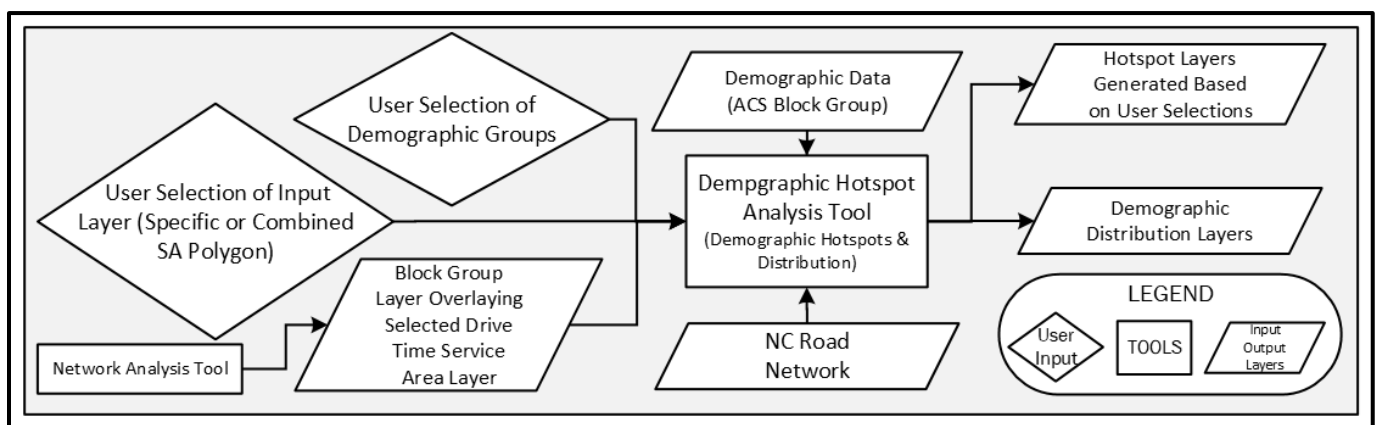 User Selection of
Demographic Groups
User Selection of Input
Layer (Specific or Combined
SA Polygon)
Network Analysis Tool
Block Group
Layer Overlaying
Selected Drive
Time Service
Area Layer
Demographic Data
(ACS Block Group)
Dempgraphic Hotspot
Analysis Tool
(Demographic Hotspots &
Distribution)
NC Road
Network
Hotspot Layers
Generated Based
on User Selections
Demographic
Distribution Layers
LEGEND
User
Input
TOOLS
Input
Output
Layers